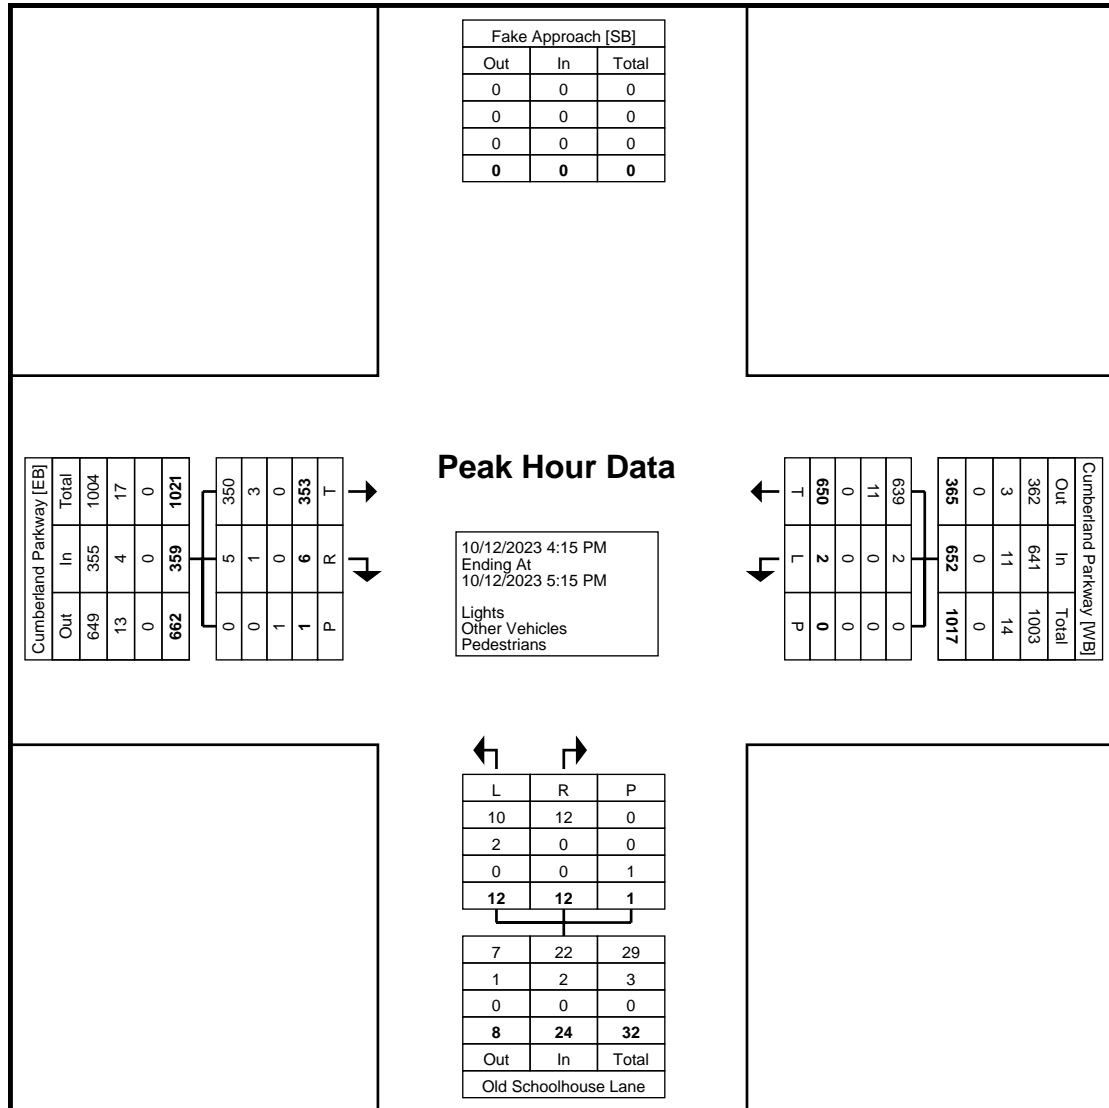 Fake Approach [SB]
Out In Total
0 0 0
0 0 0
0 0 0
0 0 0
Peak Hour Data
10/12/2023 4:15 PM
Ending At
10/12/2023 5:15 PM
Lights
Other Vehicles
Pedestrians
Cumberland Parkway [EB]
Out In Total
649 355 1004
13 4 17
0 0 0
662 359 1021
0 5 350
0 1 3
1 0 0
1 6 353
P R T
Cumberland Parkway [WB]
Out In Total
362 641 1003
3 11 14
0 0 0
365 652 1017
639 2 0
11 0 0
0 0 0
650 2 0
T L P
L R P
10 12 0
2 0 0
0 0 1
12 12 1
7 22 29
1 2 3
0 0 0
8 24 32
Out In Total
Old Schoolhouse Lane